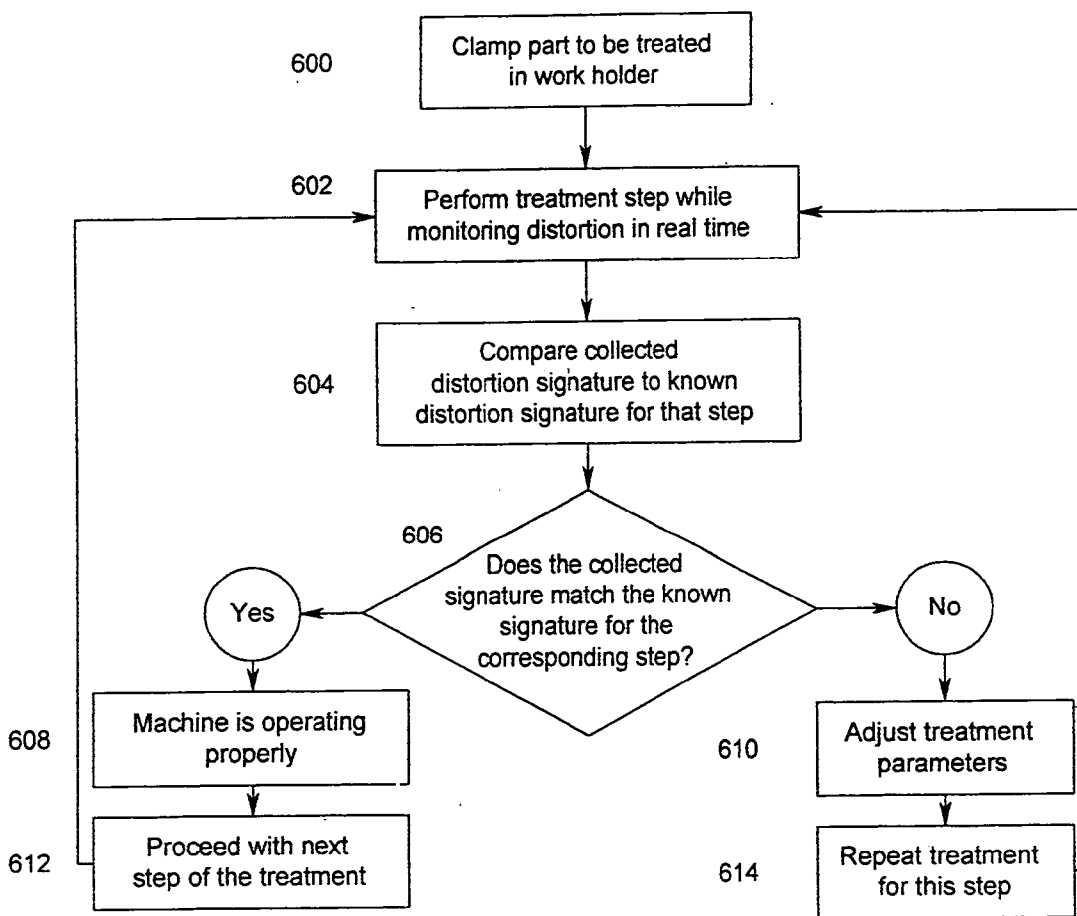 600
Clamp part to be treated
in work holder
602
Perform treatment step while
monitoring distortion in real time
604
Compare collected
distortion signature to known
distortion signature for that step
606
Does the collected
signature match the known
signature for the
corresponding step?
Yes
No
608
Machine is operating
properly
610
Adjust treatment
parameters
612
Proceed with next
step of the treatment
614
Repeat treatment
for this step